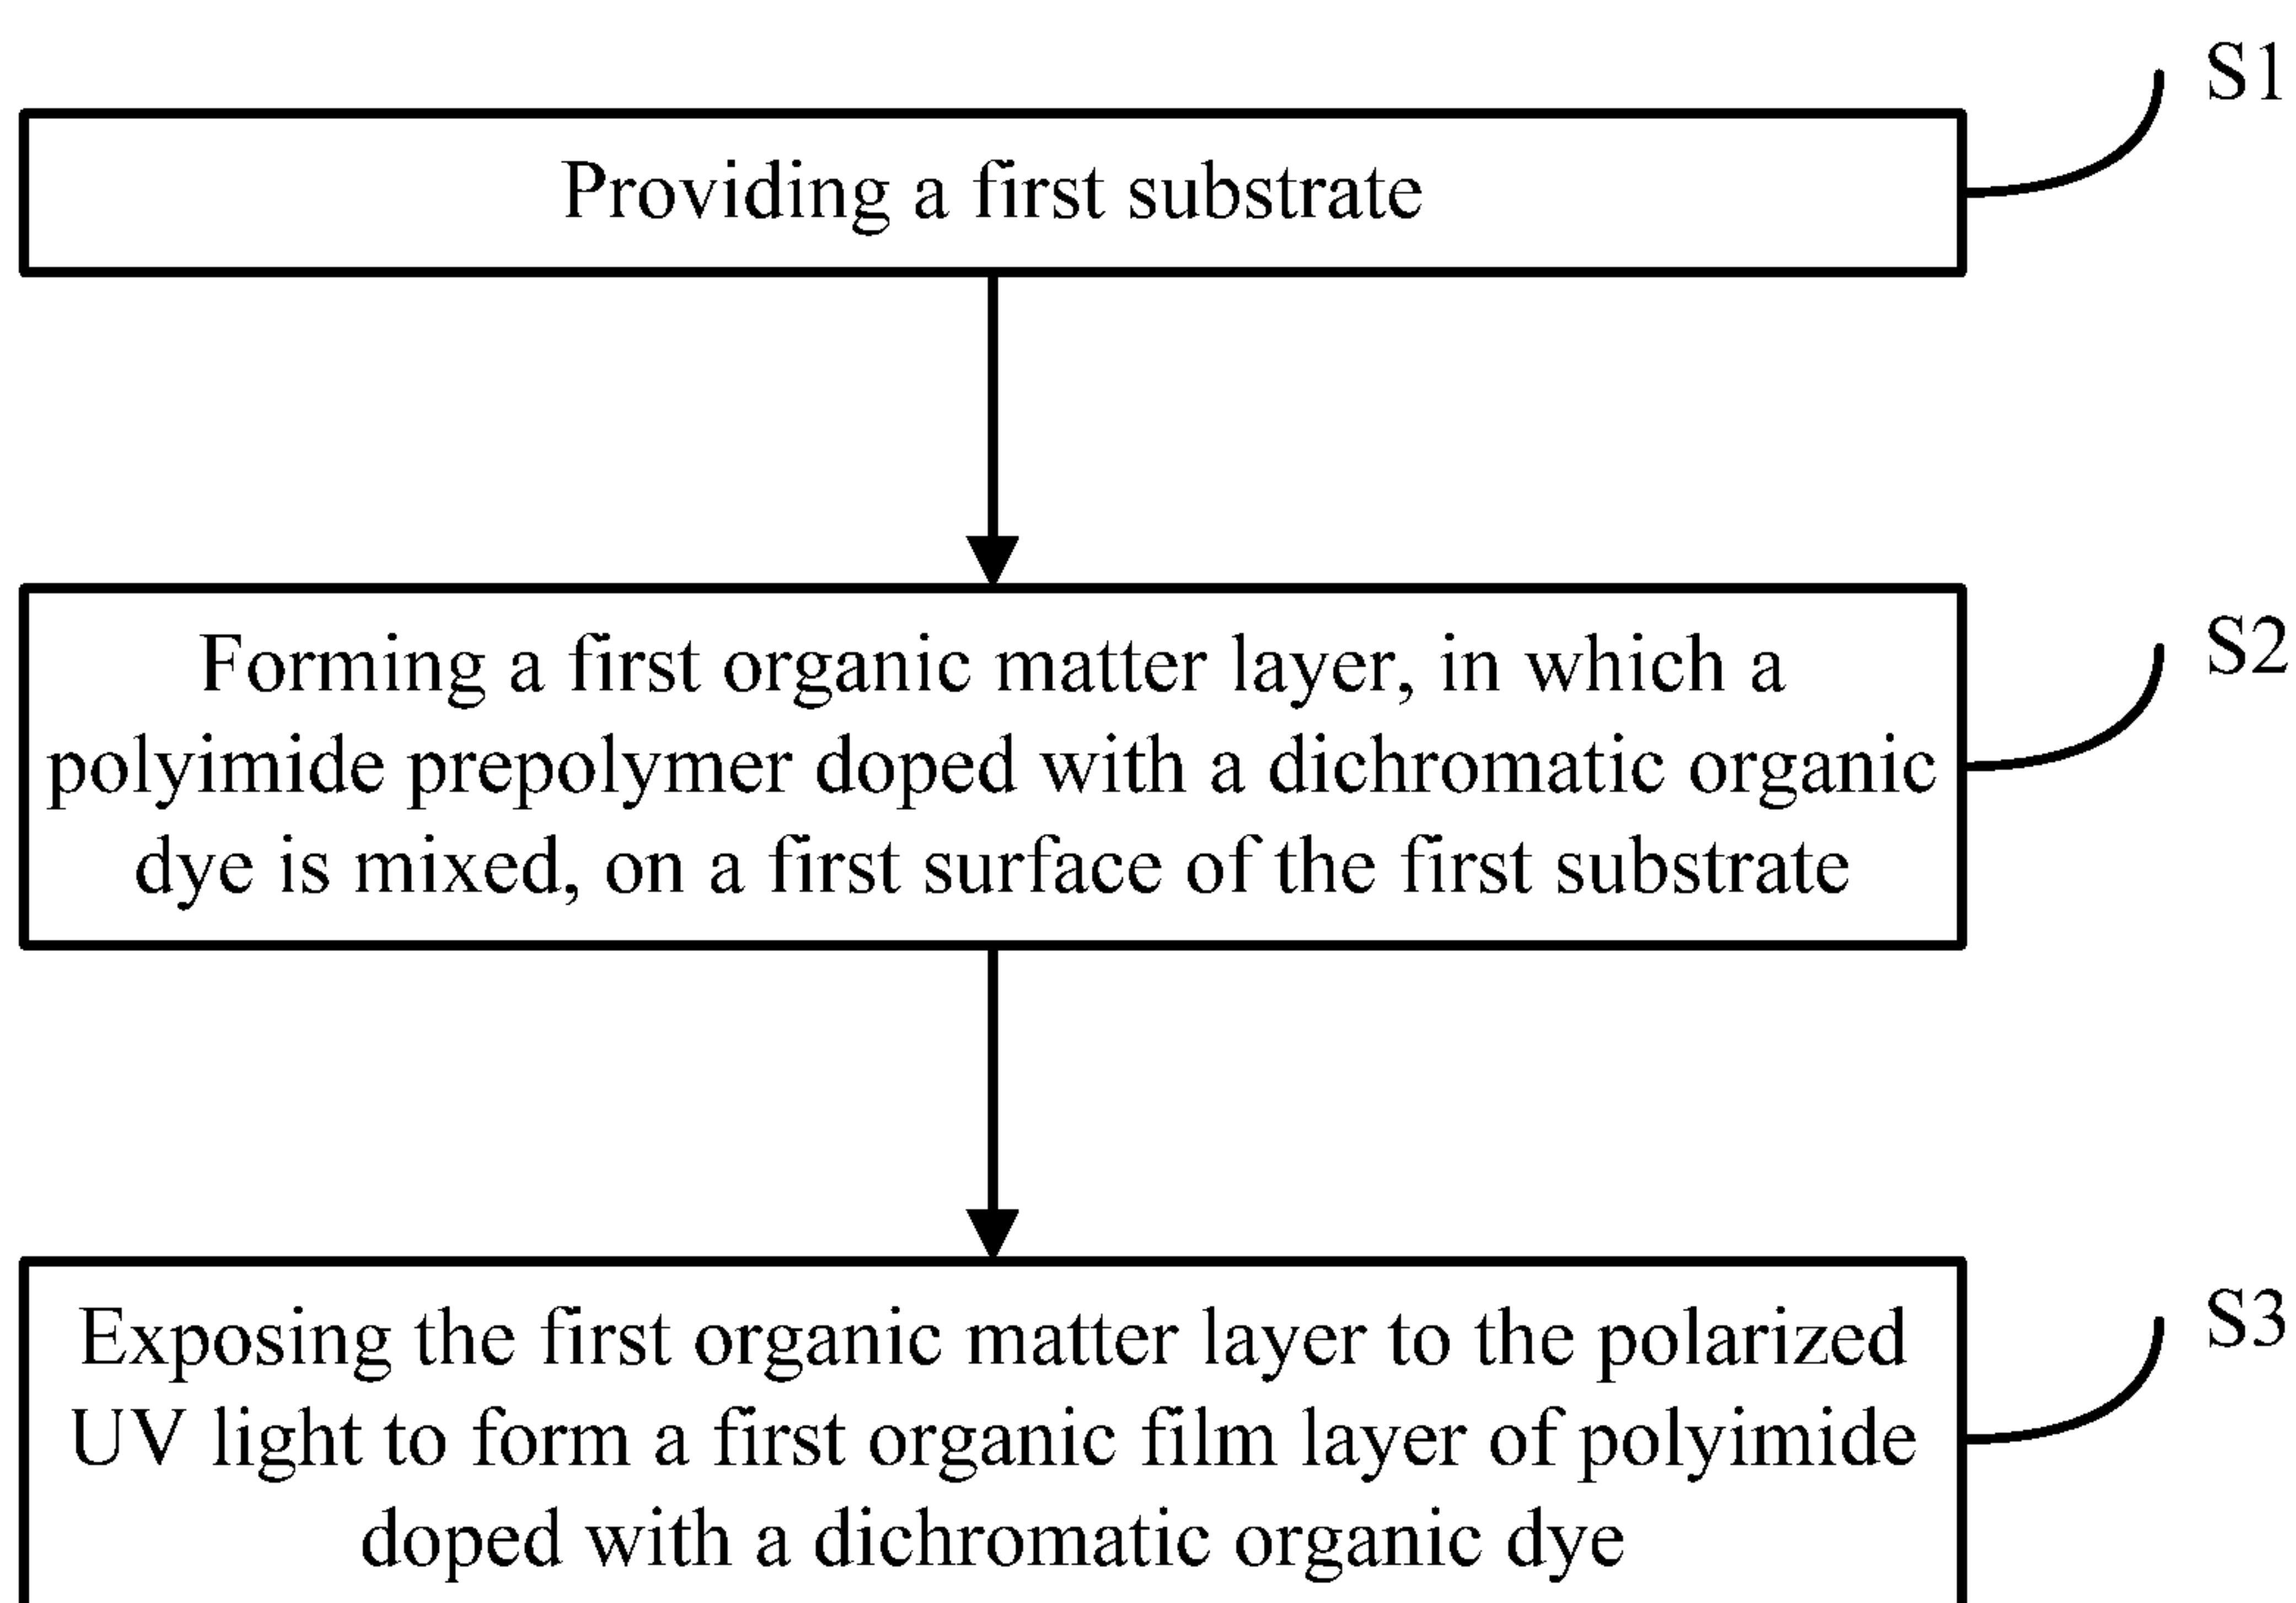 S1
Providing a first substrate
S2
Forming a first organic matter layer, in which a
polyimide prepolymer doped with a dichromatic organic
dye is mixed, on a first surface of the first substrate
S3
Exposing the first organic matter layer to the polarized
UV light to form a first organic film layer of polyimide
doped with a dichromatic organic dye